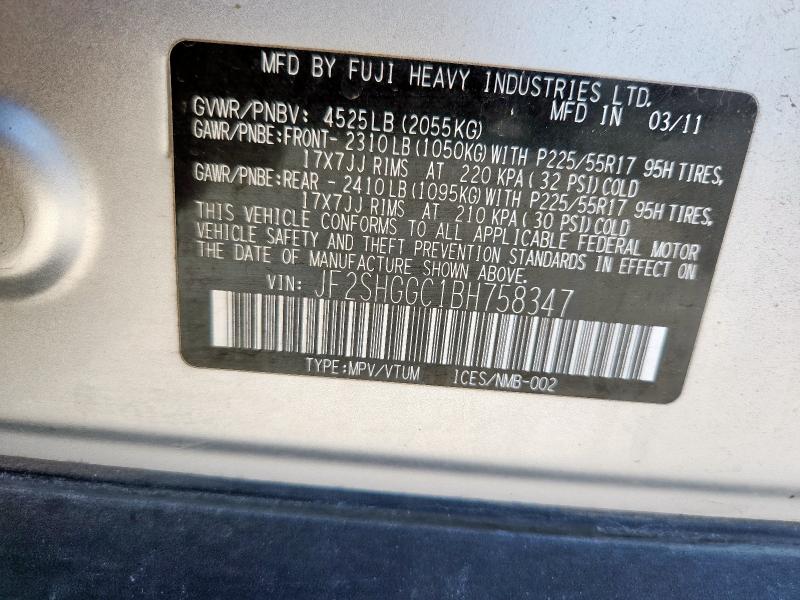 MFD BY FUJI HEAVY INDUSTRIES LTD.
MFD IN 03/11
GVWR/PNBV: 4525LB (2055KG)
GAWR/PNBE:FRONT- 2310 LB (1050KG) WITH P225/55R17 95H TIRES,
17X7JJ RIMS AT 220 KPA ( 32 PSI) COLD
GAWR/PNBE:REAR - 2410 LB (1095KG) WITH P225/55R17 95H TIRES,
17X7JJ RIMS AT 210 KPA ( 30 PSI) COLD
THIS VEHICLE CONFORMS TO ALL APPLICABLE FEDERAL MOTOR
VEHICLE SAFETY AND THEFT PREVENTION STANDARDS IN EFFECT ON
THE DATE OF MANUFACTURE SHOWN ABOVE.
VIN: JF2SHGGC1BH758347
TYPE:MPV/VTUM ICES/NMB-002